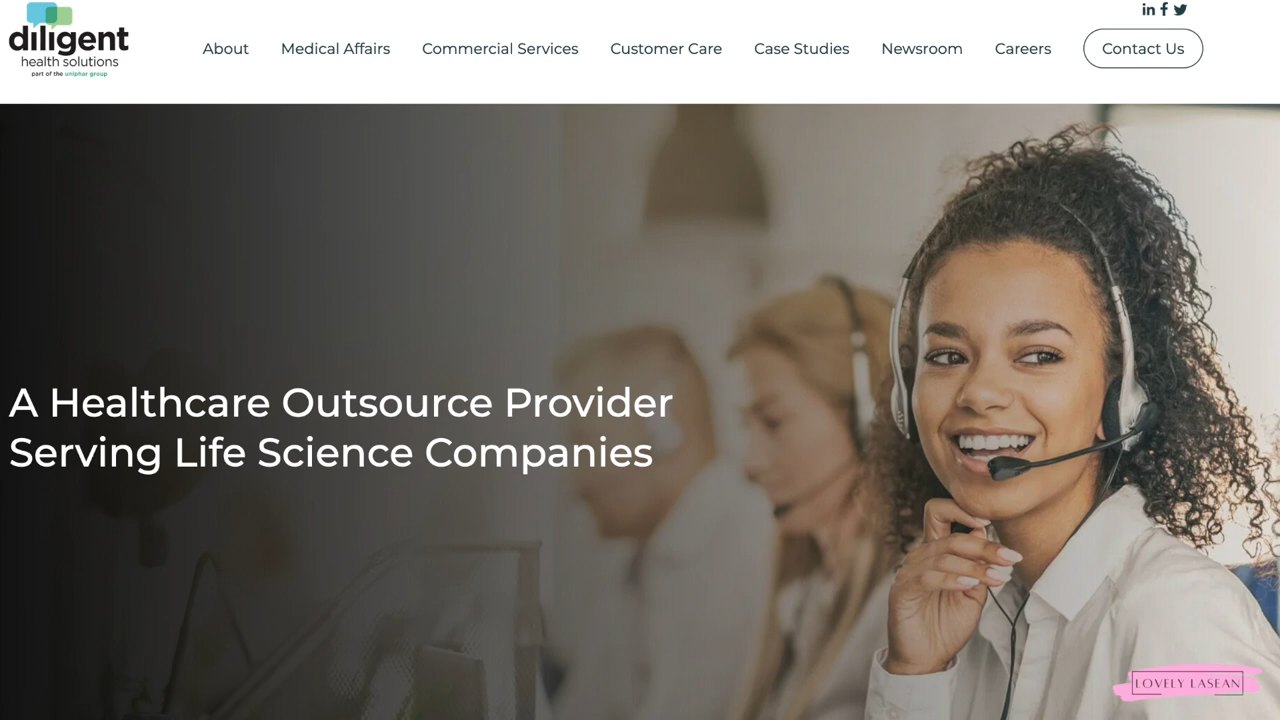 diligent
health solutions
part of the uniphar group
About
Medical Affairs
Commercial Services
Customer Care
Case Studies
Newsroom
Careers
Contact Us
A Healthcare Outsource Provider
Serving Life Science Companies
LOVELY LASEAN